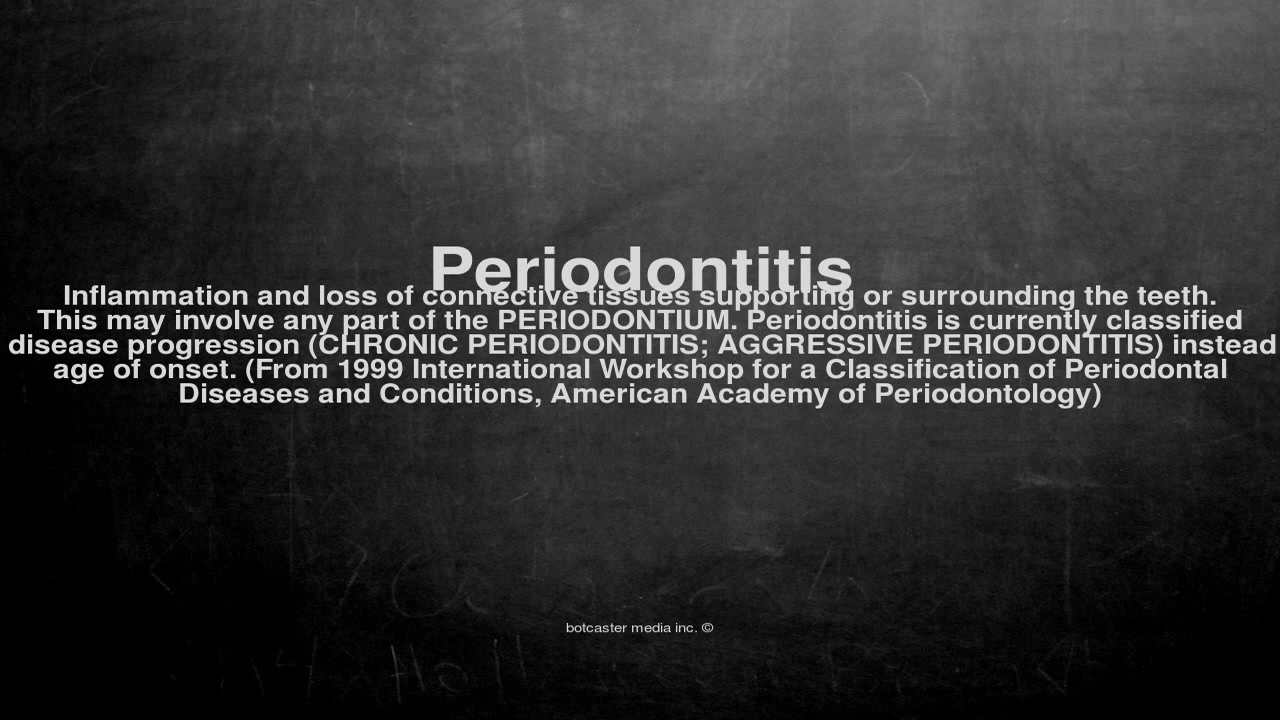 Periodontitis
Inflammation and loss of connective tissues supporting or surrounding the teeth.
This may involve any part of the PERIODONTIUM. Periodontitis is currently classified
disease progression (CHRONIC PERIODONTITIS; AGGRESSIVE PERIODONTITIS) instead
age of onset. (From 1999 International Workshop for a Classification of Periodontal
Diseases and Conditions, American Academy of Periodontology)
botcaster media inc. ©